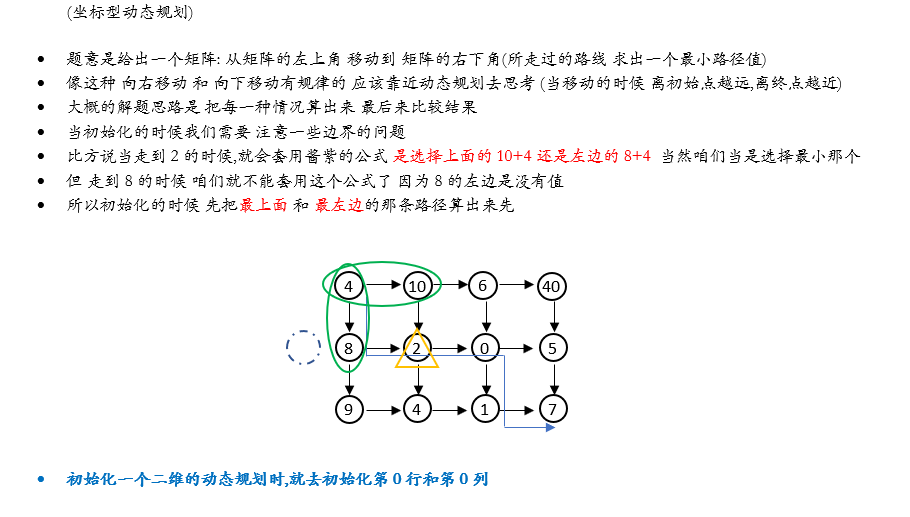 (坐标型动态规划)
• 题意是给出一个矩阵: 从矩阵的左上角 移动到 矩阵的右下角(所走过的路线 求出一个最小路径值)
• 像这种 向右移动 和 向下移动有规律的 应该靠近动态规划去思考 (当移动的时候 离初始点越远,离终点越近)
• 大概的解题思路是 把每一种情况算出来 最后来比较结果
• 当初始化的时候我们需要 注意一些边界的问题
• 比方说当走到 2 的时候,就会套用酱紫的公式 是选择上面的 10+4 还是左边的 8+4 当然咱们当是选择最小那个
• 但 走到 8 的时候 咱们就不能套用这个公式了 因为 8 的左边是没有值
• 所以初始化的时候 先把最上面 和 最左边的那条路径算出来先
4 10 6 40
8 2 0 5
9 4 1 7
• 初始化一个二维的动态规划时,就去初始化第 0 行和第 0 列